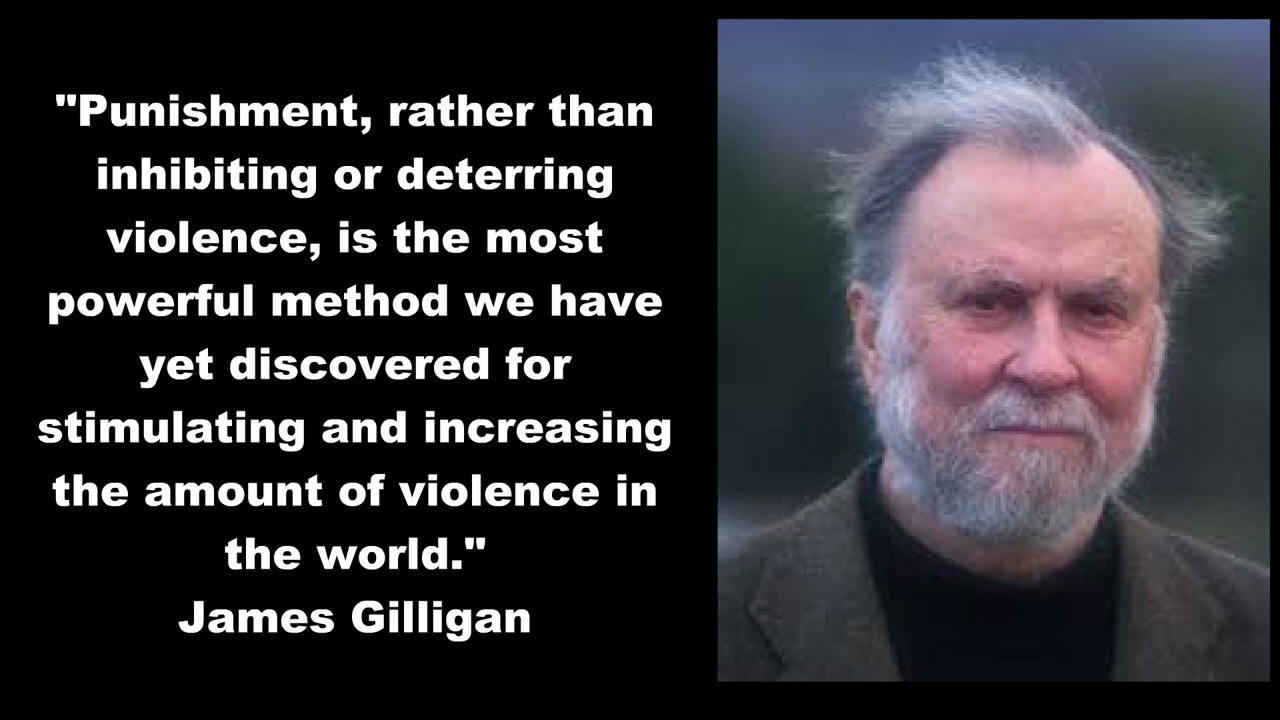 "Punishment, rather than
inhibiting or deterring
violence, is the most
powerful method we have
yet discovered for
stimulating and increasing
the amount of violence in
the world."
James Gilligan